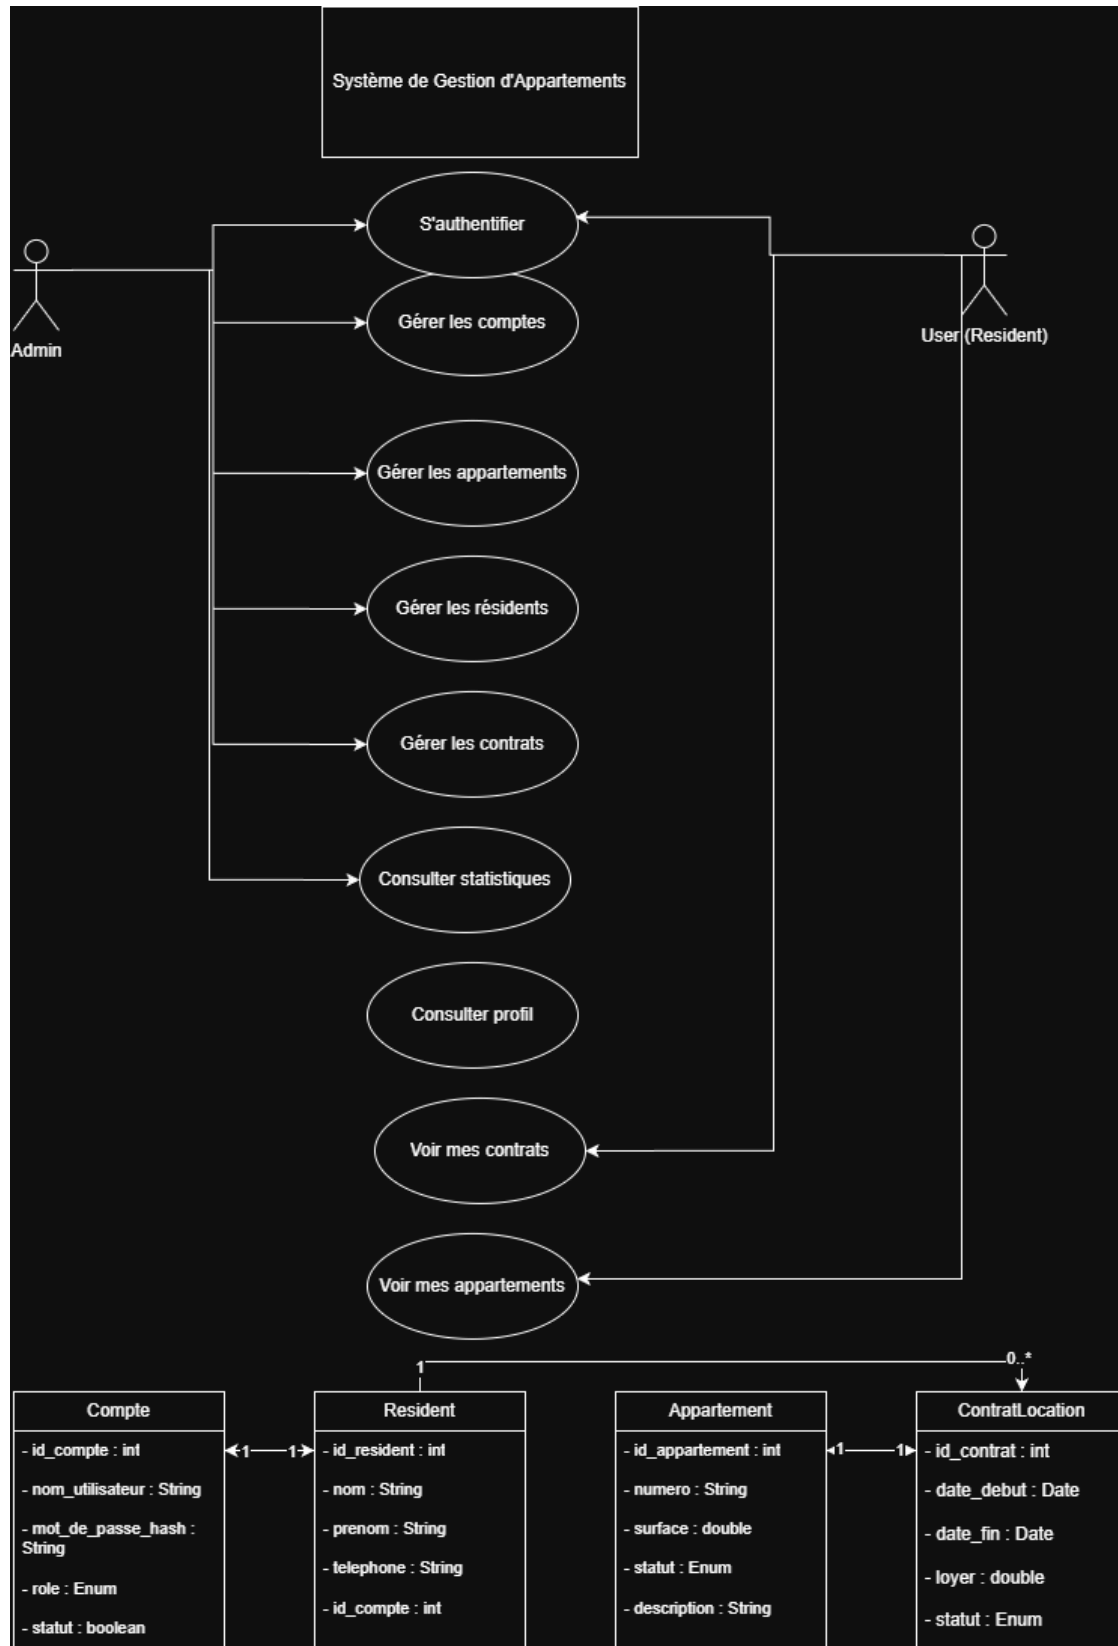 Système de Gestion d'Appartements
S'authentifier
Gérer les comptes
Admin
User (Resident)
Gérer les appartements
Gérer les résidents
Gérer les contrats
Consulter statistiques
Consulter profil
Voir mes contrats
Voir mes appartements
1
0..*
Compte
- id_compte : int
- nom_utilisateur : String
- mot_de_passe_hash :
String
- role : Enum
- statut : boolean
1
1
Resident
- id_resident : int
- nom : String
- prenom : String
- telephone : String
- id_compte : int
Appartement
- id_appartement : int
- numero : String
- surface : double
- statut : Enum
- description : String
1
1
ContratLocation
- id_contrat : int
- date_debut : Date
- date_fin : Date
- loyer : double
- statut : Enum